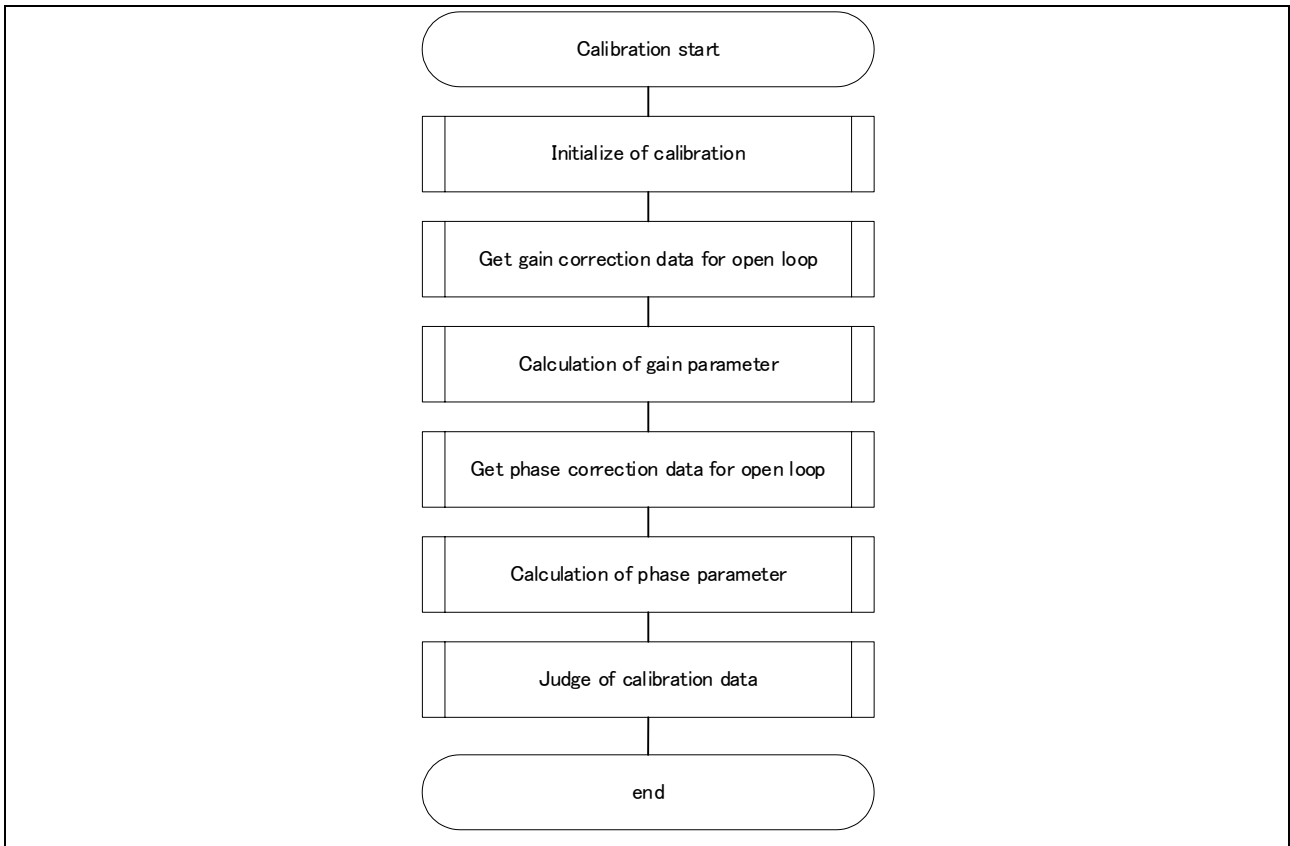 Calibration start
Initialize of calibration
Get gain correction data for open loop
Calculation of gain parameter
Get phase correction data for open loop
Calculation of phase parameter
Judge of calibration data
end